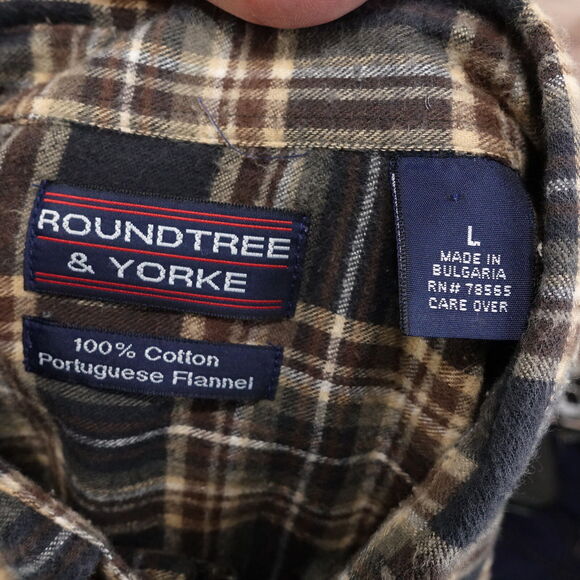 ROUNDTREE
& YORKE
100% Cotton
Portuguese Flannel
L
MADE IN
BULGARIA
RN# 78565
CARE OVER